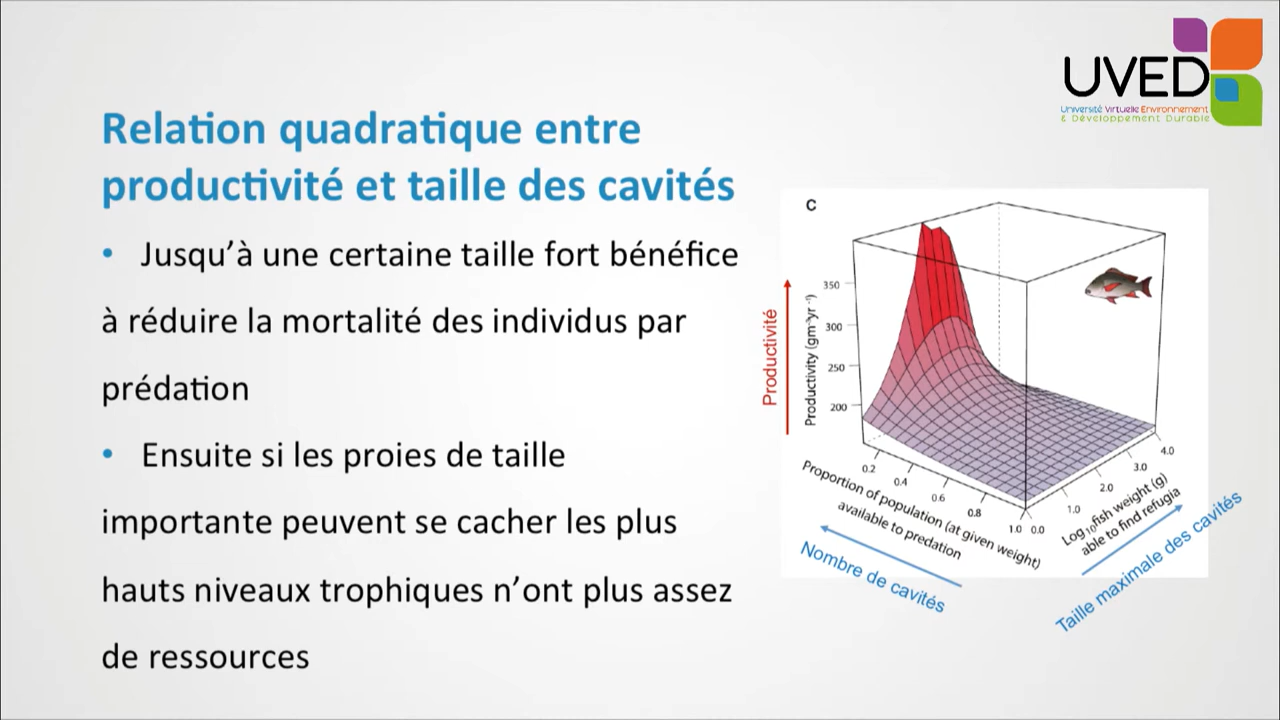 UVED
Université Virtuelle Environnement
& Développement Durable
Relation quadratique entre
productivité et taille des cavités
• Jusqu’à une certaine taille fort bénéfice
à réduire la mortalité des individus par
prédation
• Ensuite si les proies de taille
importante peuvent se cacher les plus
hauts niveaux trophiques n’ont plus assez
de ressources
C
Productivité
Productivity (gm⁻³yr⁻¹)
350
300
250
200
0.2
0.4
0.6
0.8
1.0
Proportion of population (at given weight)
available to predation
0.0
1.0
2.0
3.0
4.0
Log₁₀fish weight (g)
able to find refugia
Nombre de cavités
Taille maximale des cavités